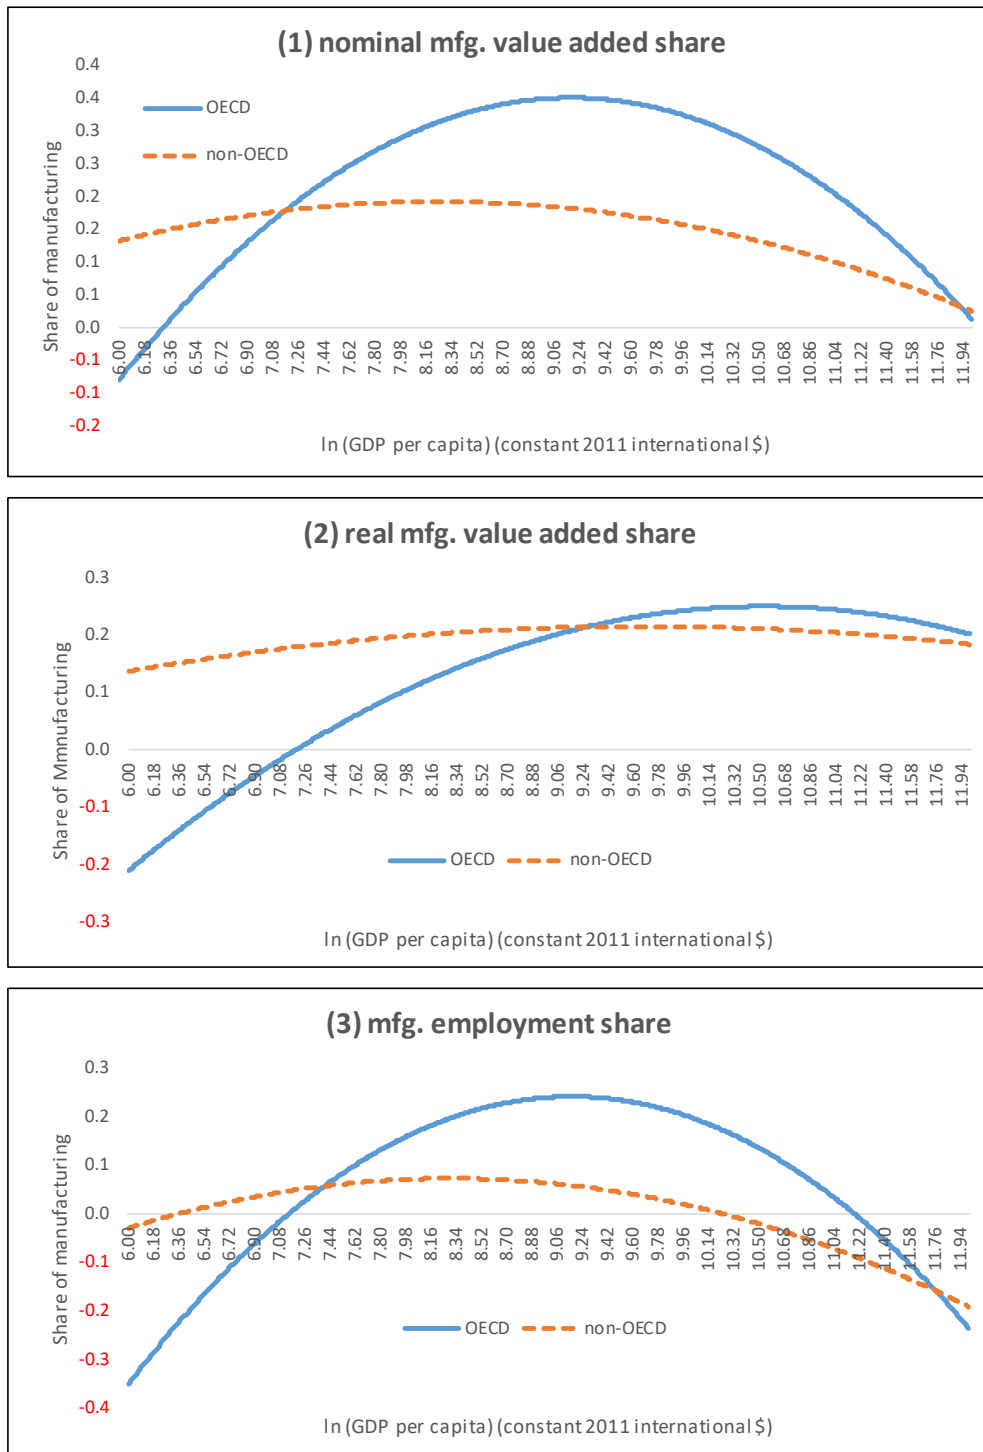 (1) nominal mfg. value added share
0.4
0.4
0.3
0.3
0.2
0.2
0.1
0.1
0.0
-0.1
-0.1
-0.2
Share of manufacturing
OECD
non-OECD
6.00 6.18 6.36 6.54 6.72 6.90 7.08 7.26 7.44 7.62 7.80 7.98 8.16 8.34 8.52 8.70 8.88 9.06 9.24 9.42 9.60 9.78 9.96 10.14 10.32 10.50 10.68 10.86 11.04 11.22 11.40 11.58 11.76 11.94
ln (GDP per capita) (constant 2011 international $)
(2) real mfg. value added share
0.3
0.2
0.1
0.0
-0.1
-0.2
-0.3
Share of Mmnufacturing
6.00 6.18 6.36 6.54 6.72 6.90 7.08 7.26 7.44 7.62 7.80 7.98 8.16 8.34 8.52 8.70 8.88 9.06 9.24 9.42 9.60 9.78 9.96 10.14 10.32 10.50 10.68 10.86 11.04 11.22 11.40 11.58 11.76 11.94
OECD non-OECD
ln (GDP per capita) (constant 2011 international $)
(3) mfg. employment share
0.3
0.2
0.1
0.0
-0.1
-0.2
-0.3
-0.4
Share of manufacturing
6.00 6.18 6.36 6.54 6.72 6.90 7.08 7.26 7.44 7.62 7.80 7.98 8.16 8.34 8.52 8.70 8.88 9.06 9.24 9.42 9.60 9.78 9.96 10.14 10.32 10.50 10.68 10.86 11.04 11.22 11.40 11.58 11.76 11.94
OECD non-OECD
ln (GDP per capita) (constant 2011 international $)